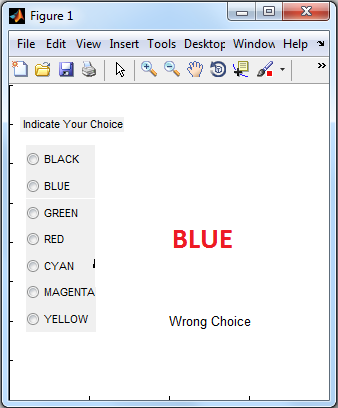 Figure 1
File Edit View Insert Tools Desktop Window Help
Indicate Your Choice
BLACK
BLUE
GREEN
RED
CYAN
MAGENTA
YELLOW
BLUE
Wrong Choice